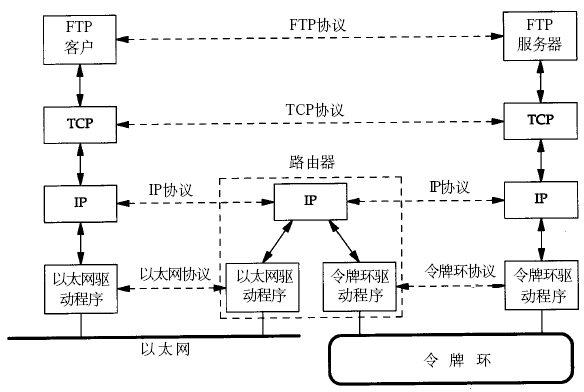 FTP
客户
FTP协议
FTP
服务器
TCP
TCP协议
TCP
路由器
IP
IP协议
IP
IP协议
IP
以太网驱
动程序
以太网协议
以太网驱
动程序
令牌环驱
动程序
令牌环协议
令牌环驱
动程序
以太网
令牌环